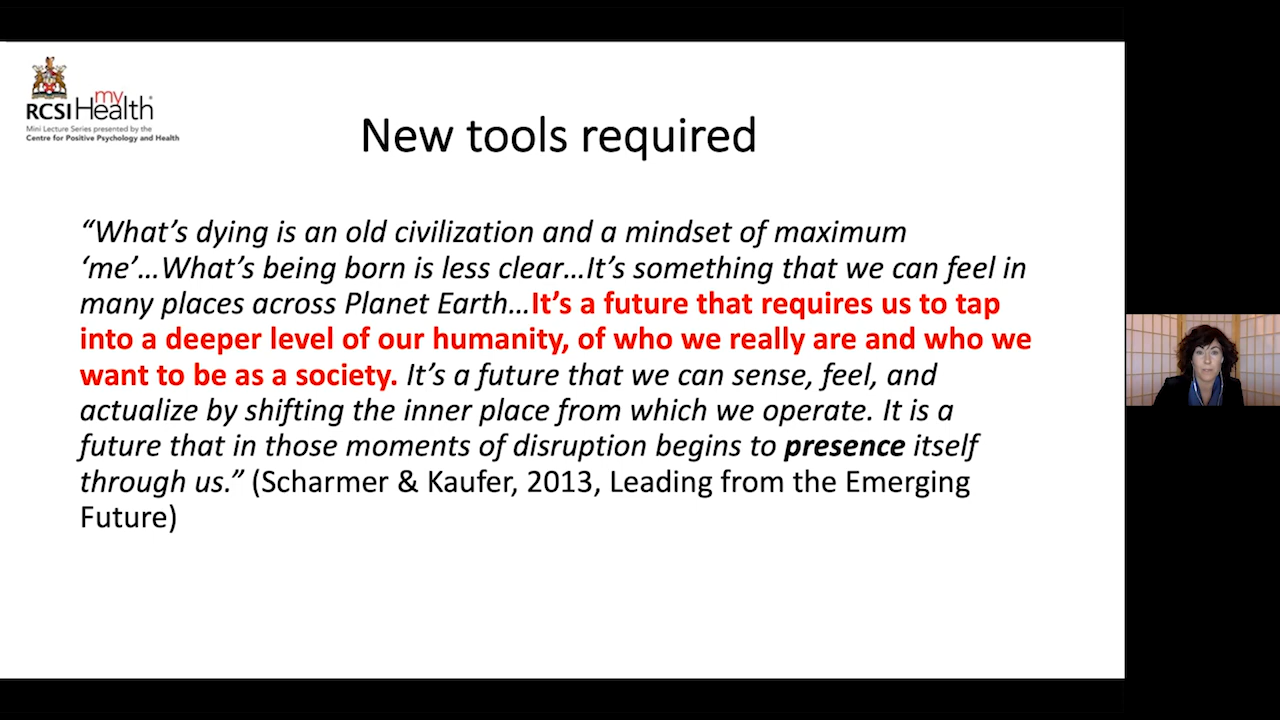 my
RCSI Health
Mini Lecture Series presented by the
Centre for Positive Psychology and Health
New tools required
“What’s dying is an old civilization and a mindset of maximum
‘me’…What’s being born is less clear…It’s something that we can feel in
many places across Planet Earth…It’s a future that requires us to tap
into a deeper level of our humanity, of who we really are and who we
want to be as a society. It’s a future that we can sense, feel, and
actualize by shifting the inner place from which we operate. It is a
future that in those moments of disruption begins to presence itself
through us.” (Scharmer & Kaufer, 2013, Leading from the Emerging
Future)